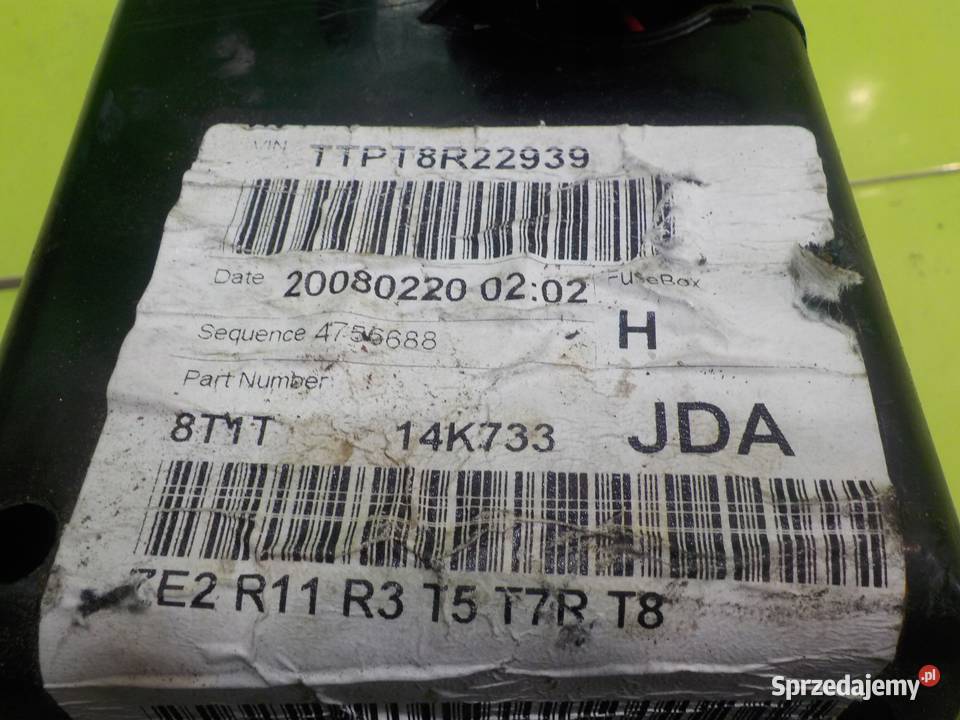 VIN TTPT8R22939
Date 20080220 02:02 FuseBox
Sequence 4755688 H
Part Number
8T1T 14K733 JDA
7E2 R11 R3 T5 T7R T8
Sprzedajemy.pl